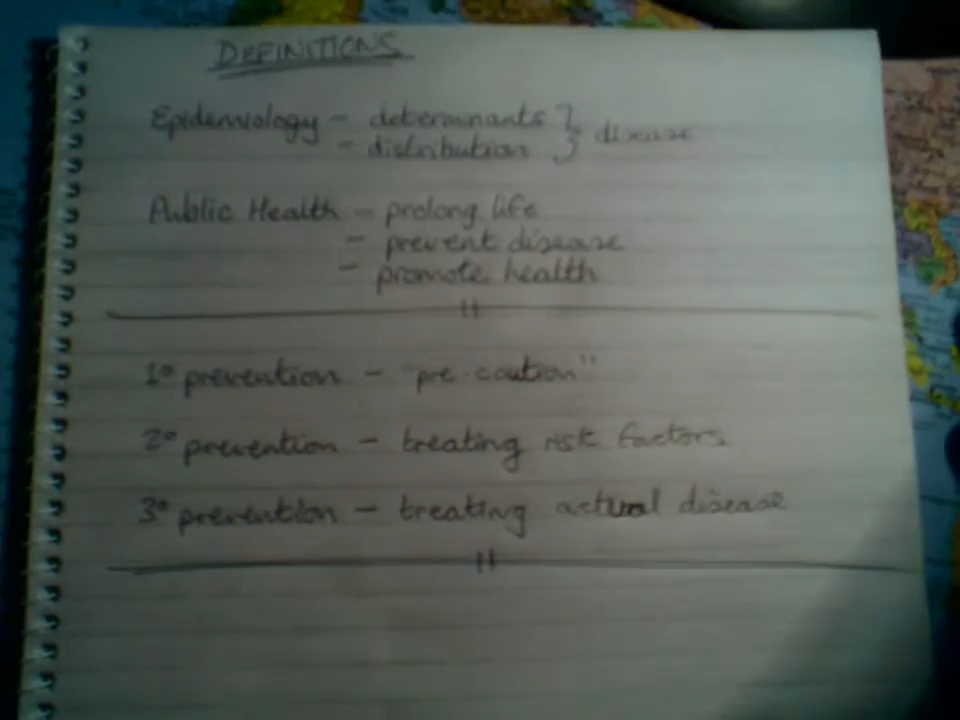 DEFINITIONS
Epidemiology - determinants } disease
- distribution
Public Health - prolong life
- prevent disease
- promote health
1° prevention - "pre-caution"
2° prevention - treating risk factors
3° prevention - treating actual disease